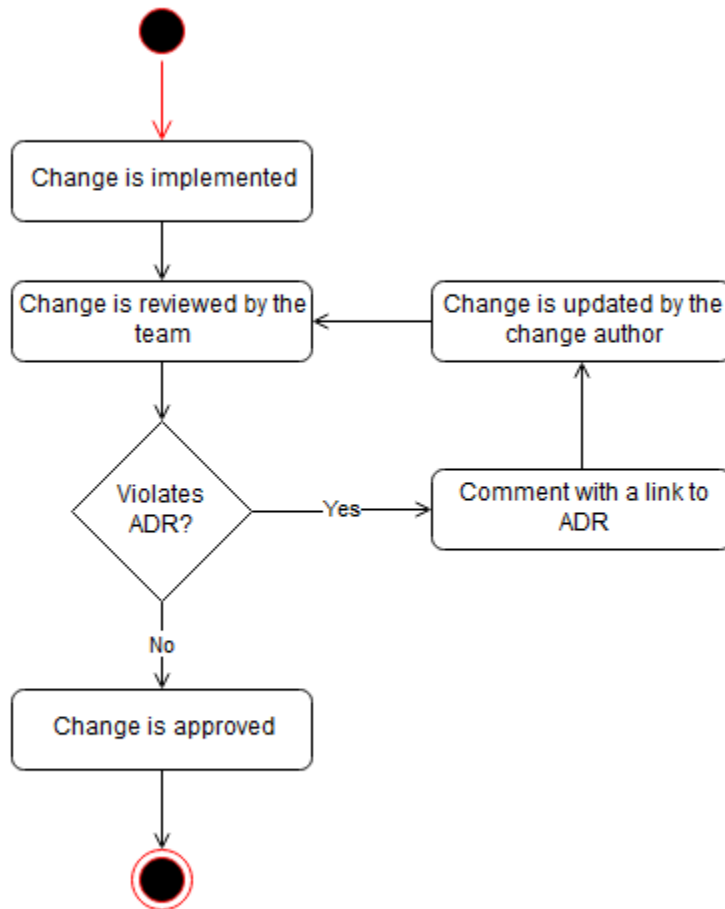 Change is implemented
Change is reviewed by the
team
Change is updated by the
change author
Violates
ADR?
Yes
Comment with a link to
ADR
No
Change is approved